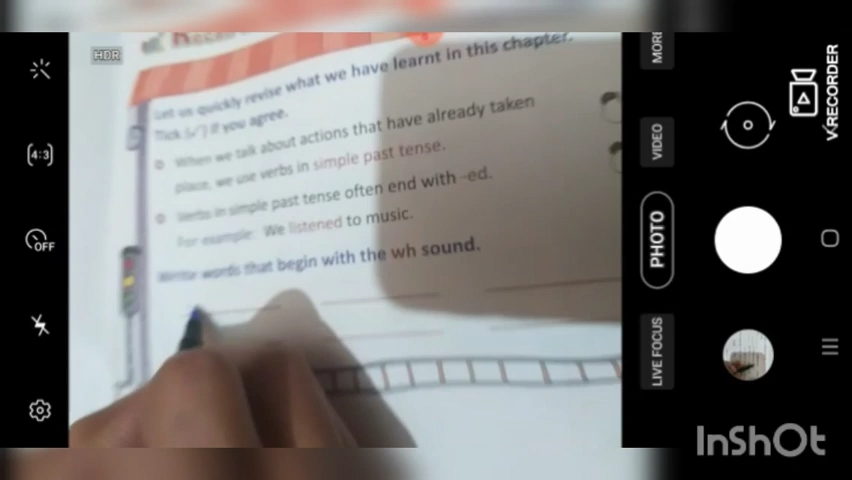 HDR
Let us quickly revise what we have learnt in this chapter.
Tick (✓) if you agree.
When we talk about actions that have already taken
place, we use verbs in simple past tense.
Verbs in simple past tense often end with -ed.
For example: We listened to music.
Write words that begin with the wh sound.
4:3
OFF
MORE
VIDEO
PHOTO
LIVE FOCUS
V.RECORDER
InShOt